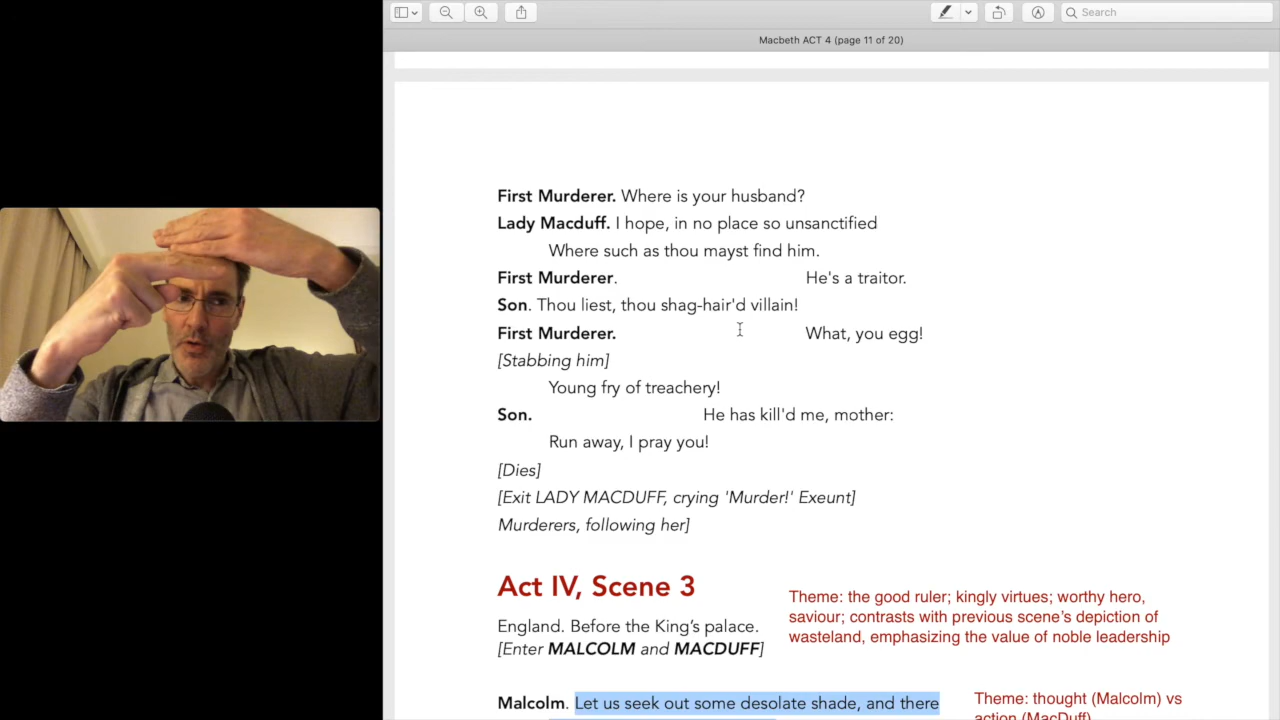 Search
Macbeth ACT 4 (page 11 of 20)
First Murderer. Where is your husband?
Lady Macduff. I hope, in no place so unsanctified
Where such as thou mayst find him.
First Murderer. He's a traitor.
Son. Thou liest, thou shag-hair'd villain!
First Murderer. What, you egg!
[Stabbing him]
Young fry of treachery!
Son. He has kill'd me, mother:
Run away, I pray you!
[Dies]
[Exit LADY MACDUFF, crying 'Murder!' Exeunt]
Murderers, following her]
Act IV, Scene 3
England. Before the King’s palace.
[Enter MALCOLM and MACDUFF]
Theme: the good ruler; kingly virtues; worthy hero,
saviour; contrasts with previous scene’s depiction of
wasteland, emphasizing the value of noble leadership
Malcolm. Let us seek out some desolate shade, and there
Theme: thought (Malcolm) vs
action (MacDuff)